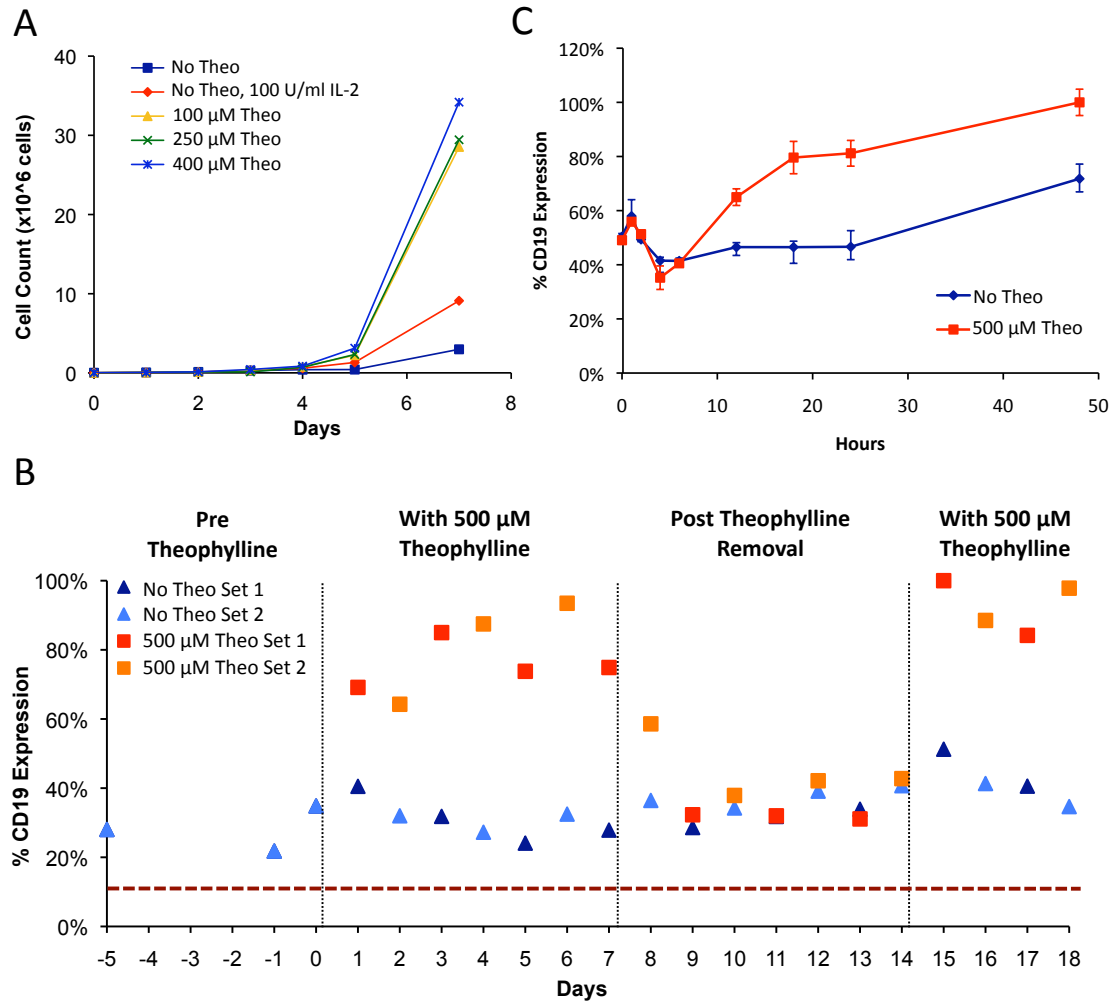 A
40
30
20
10
0
Cell Count (x10^6 cells)
No Theo
No Theo, 100 U/ml IL-2
100 µM Theo
250 µM Theo
400 µM Theo
0 2 4 6 8
Days
C
120%
100%
80%
60%
40%
20%
0%
% CD19 Expression
No Theo
500 µM Theo
0 10 20 30 40 50
Hours
B
Pre
Theophylline
With 500 µM
Theophylline
Post Theophylline
Removal
With 500 µM
Theophylline
100%
80%
60%
40%
20%
0%
% CD19 Expression
No Theo Set 1
No Theo Set 2
500 µM Theo Set 1
500 µM Theo Set 2
-5 -4 -3 -2 -1 0 1 2 3 4 5 6 7 8 9 10 11 12 13 14 15 16 17 18
Days